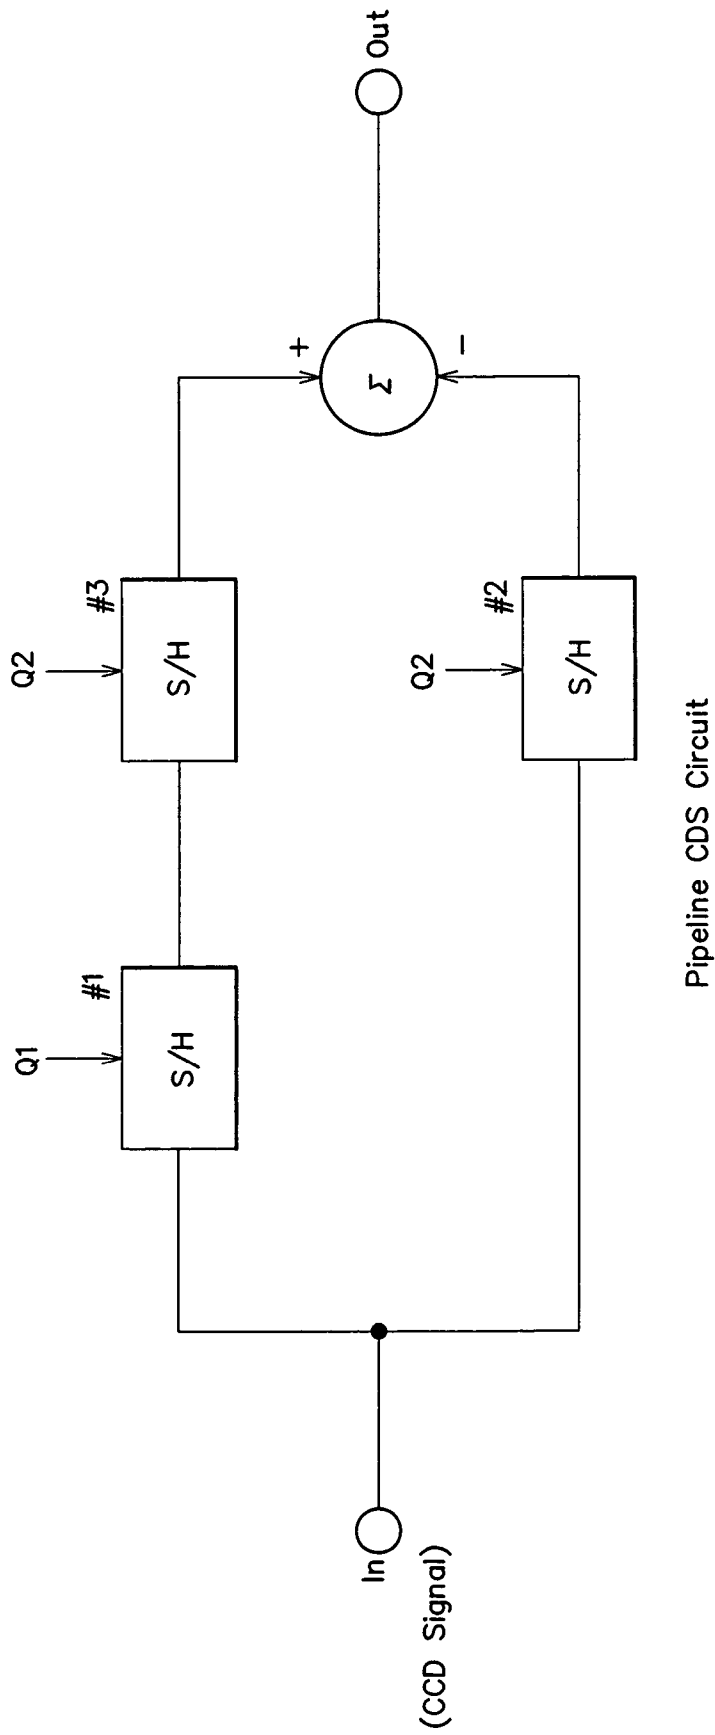 Q1
Q2
#1
#3
S/H
S/H
+
In
Σ
Out
(CCD Signal)
−
Q2
#2
S/H
Pipeline CDS Circuit